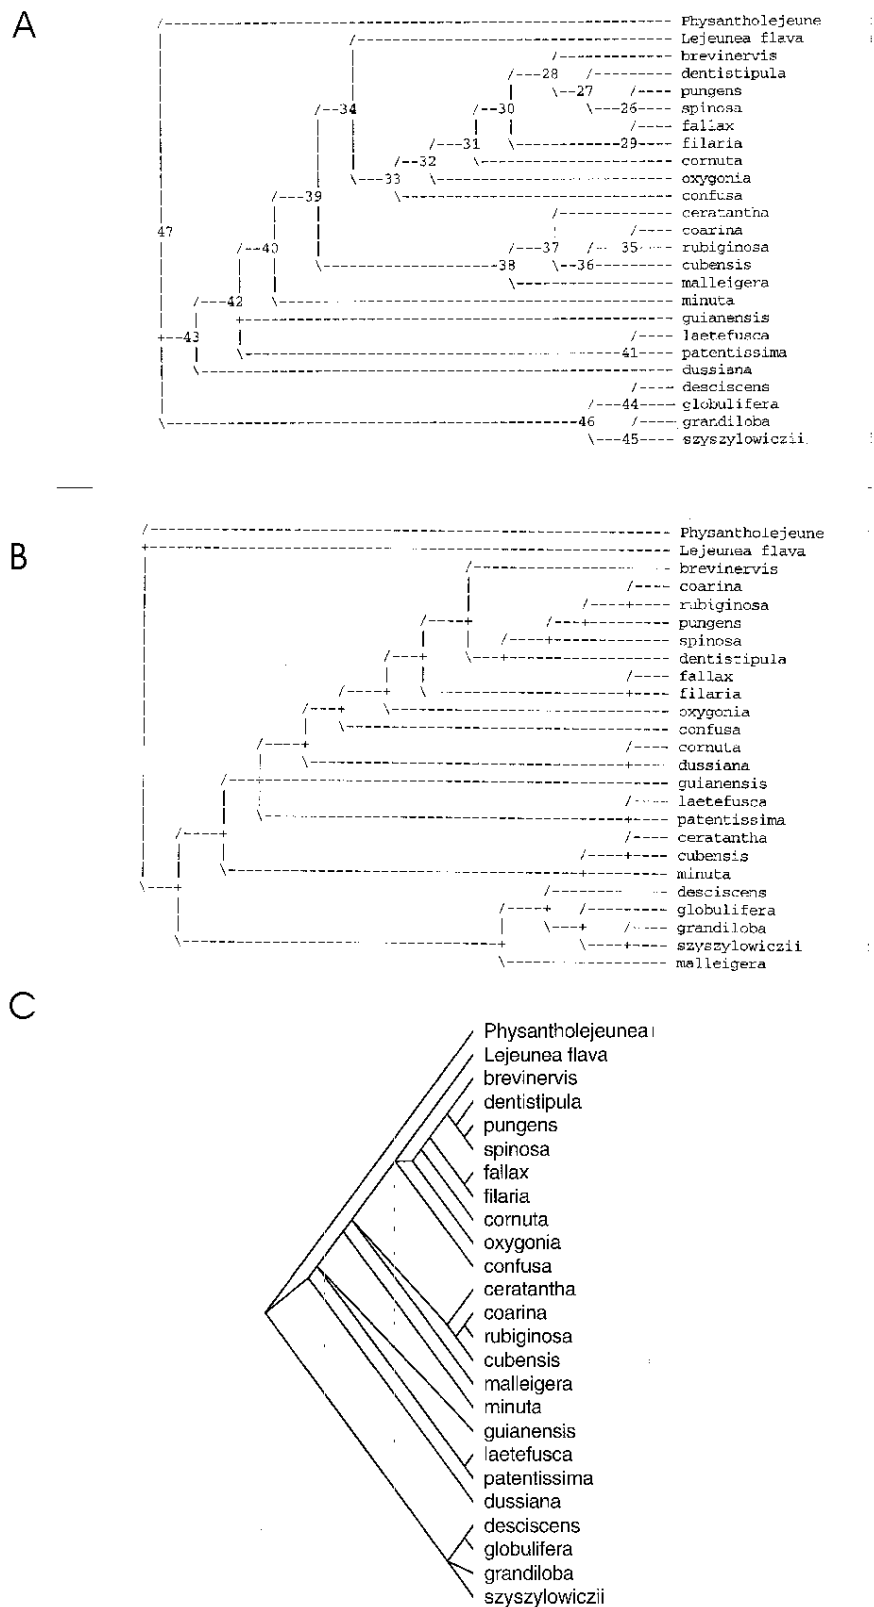 A
Physantholejeune
Lejeunea flava
brevinervis
28 dentistipula
27 pungens
34 30 26 spinosa
fallax
31 29 filaria
32 cornuta
33 oxygonia
39 confusa
ceratantha
47 coarina
40 37 35 rubiginosa
38 36 cubensis
malleigera
42 minuta
guianensis
43 laetefusca
41 patentissima
dussiana
desciscens
44 globulifera
46 grandiloba
45 szyszylowiczii
B
Physantholejeune
Lejeunea flava
brevinervis
coarina
rubiginosa
pungens
spinosa
dentistipula
fallax
filaria
oxygonia
confusa
cornuta
dussiana
guianensis
laetefusca
patentissima
ceratantha
cubensis
minuta
desciscens
globulifera
grandiloba
szyszylowiczii
malleigera
C
Physantholejeunea
Lejeunea flava
brevinervis
dentistipula
pungens
spinosa
fallax
filaria
cornuta
oxygonia
confusa
ceratantha
coarina
rubiginosa
cubensis
malleigera
minuta
guianensis
laetefusca
patentissima
dussiana
desciscens
globulifera
grandiloba
szyszylowiczii